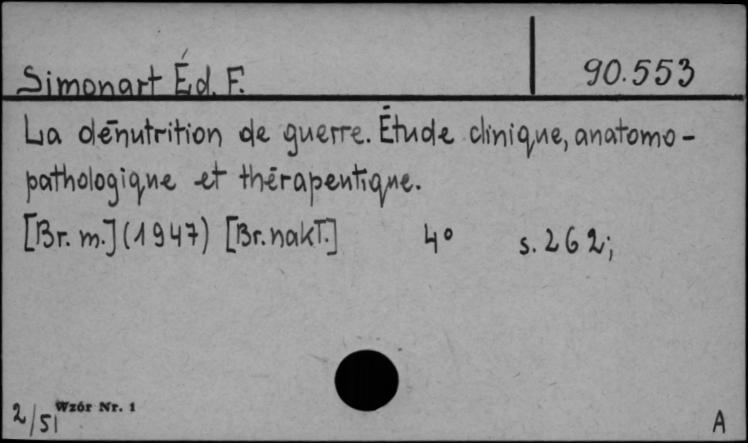 Simonart Éd. F.
90.553
La dénutrition de guerre. Étude clinique, anatomo-
pathologique et thérapeutique.
[Br. m.] (1947) [Br. nakł.] 4° s. 262;
2/51
Wzór Nr. 1
A